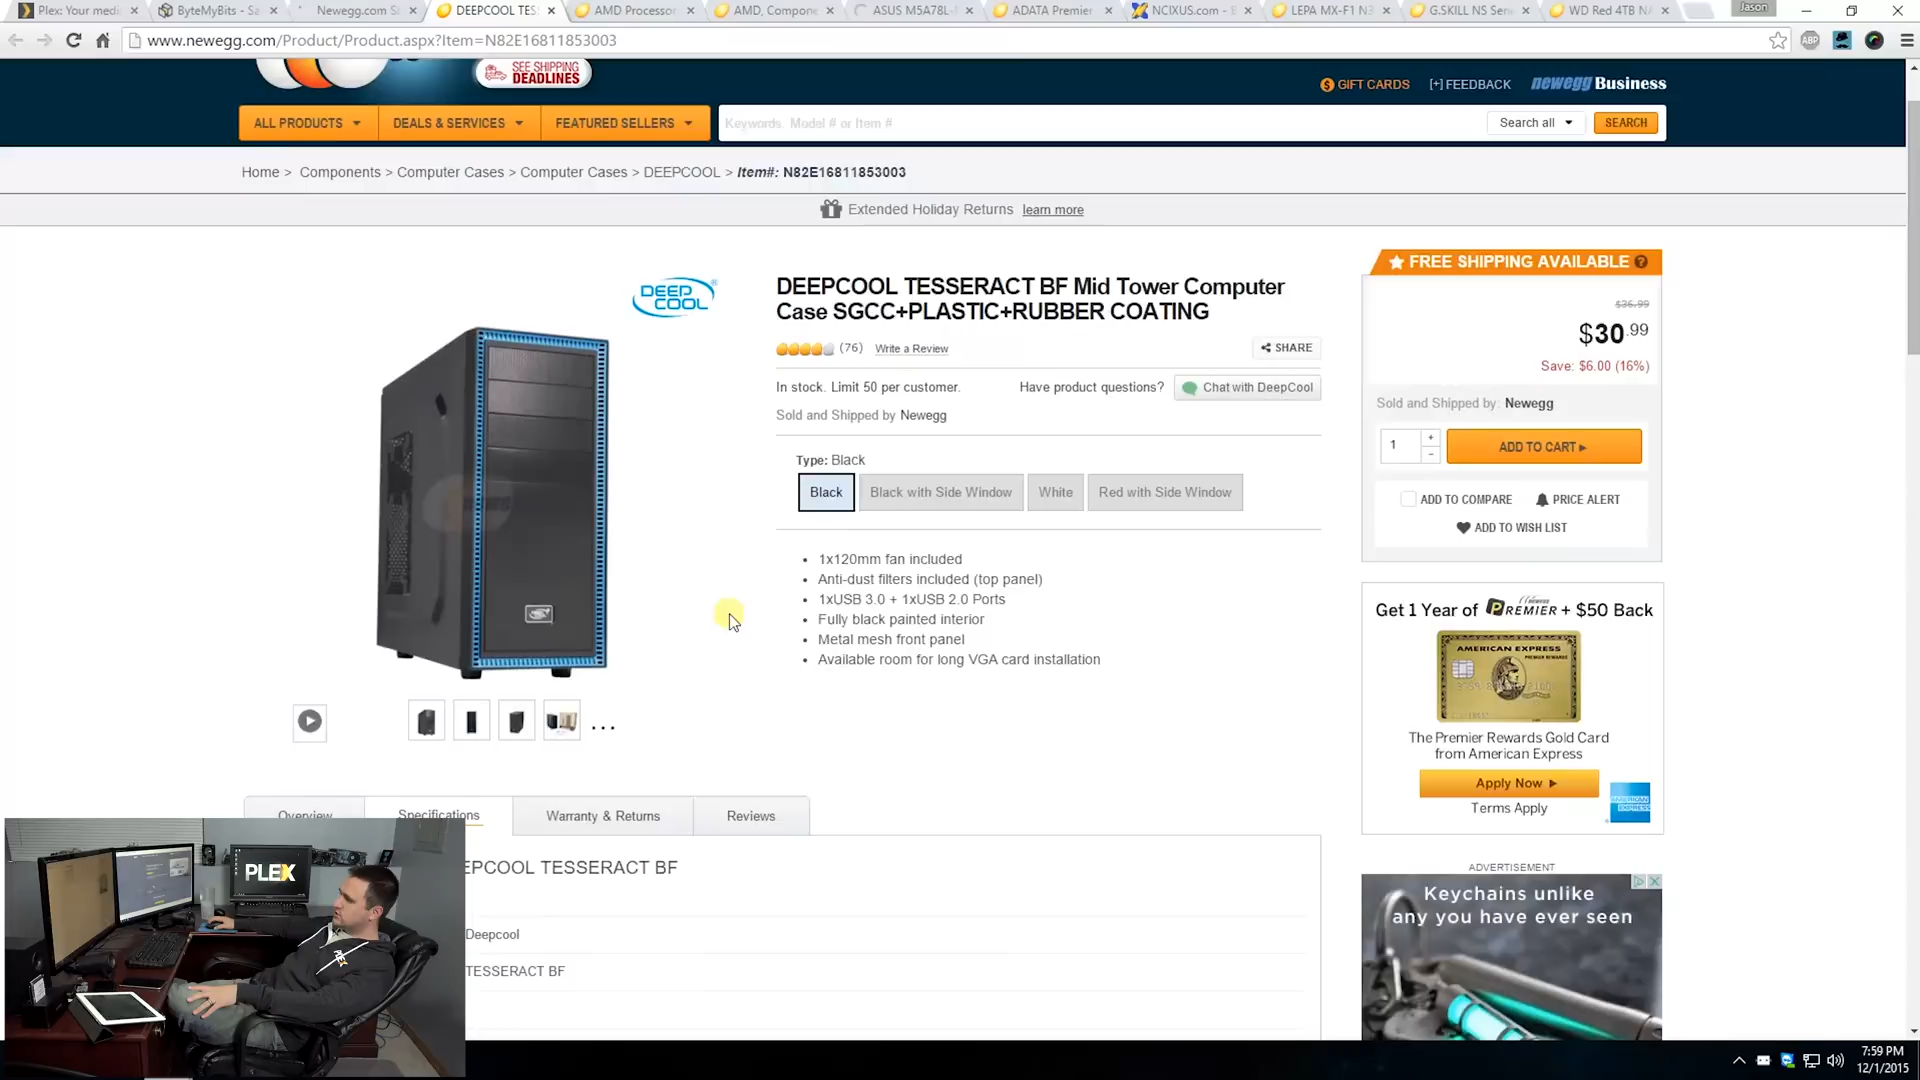 Plex: Your medi
ByteMyBits - Sa
Newegg.com S
DEEPCOOL TES
AMD Processor
AMD, Compone
ASUS M5A78L-
ADATA Premier
NCIXUS.com - B
LEPA MX-F1 N3
G.SKILL NS Seri
WD Red 4TB NA
Jason
www.newegg.com/Product/Product.aspx?Item=N82E16811853003
ABP
SEE SHIPPING
DEADLINES
GIFT CARDS
[+] FEEDBACK
newegg Business
ALL PRODUCTS
DEALS & SERVICES
FEATURED SELLERS
Keywords, Model # or Item #
Search all
SEARCH
Home > Components > Computer Cases > Computer Cases > DEEPCOOL > Item#: N82E16811853003
Extended Holiday Returns learn more
DEEP
COOL
DEEPCOOL TESSERACT BF Mid Tower Computer
Case SGCC+PLASTIC+RUBBER COATING
(76) Write a Review
SHARE
In stock. Limit 50 per customer.
Have product questions?
Chat with DeepCool
Sold and Shipped by Newegg
Type: Black
Black
Black with Side Window
White
Red with Side Window
• 1x120mm fan included
• Anti-dust filters included (top panel)
• 1xUSB 3.0 + 1xUSB 2.0 Ports
• Fully black painted interior
• Metal mesh front panel
• Available room for long VGA card installation
FREE SHIPPING AVAILABLE ?
$36.99
$30.99
Save: $6.00 (16%)
Sold and Shipped by: Newegg
1
+
-
ADD TO CART
ADD TO COMPARE
PRICE ALERT
ADD TO WISH LIST
Get 1 Year of PREMIER + $50 Back
AMERICAN EXPRESS
The Premier Rewards Gold Card
from American Express
Apply Now
Terms Apply
AMERICAN
EXPRESS
...
Overview
Specifications
Warranty & Returns
Reviews
EPCOOL TESSERACT BF
Deepcool
TESSERACT BF
PLEX
ADVERTISEMENT
Keychains unlike
any you have ever seen
7:59 PM
12/1/2015